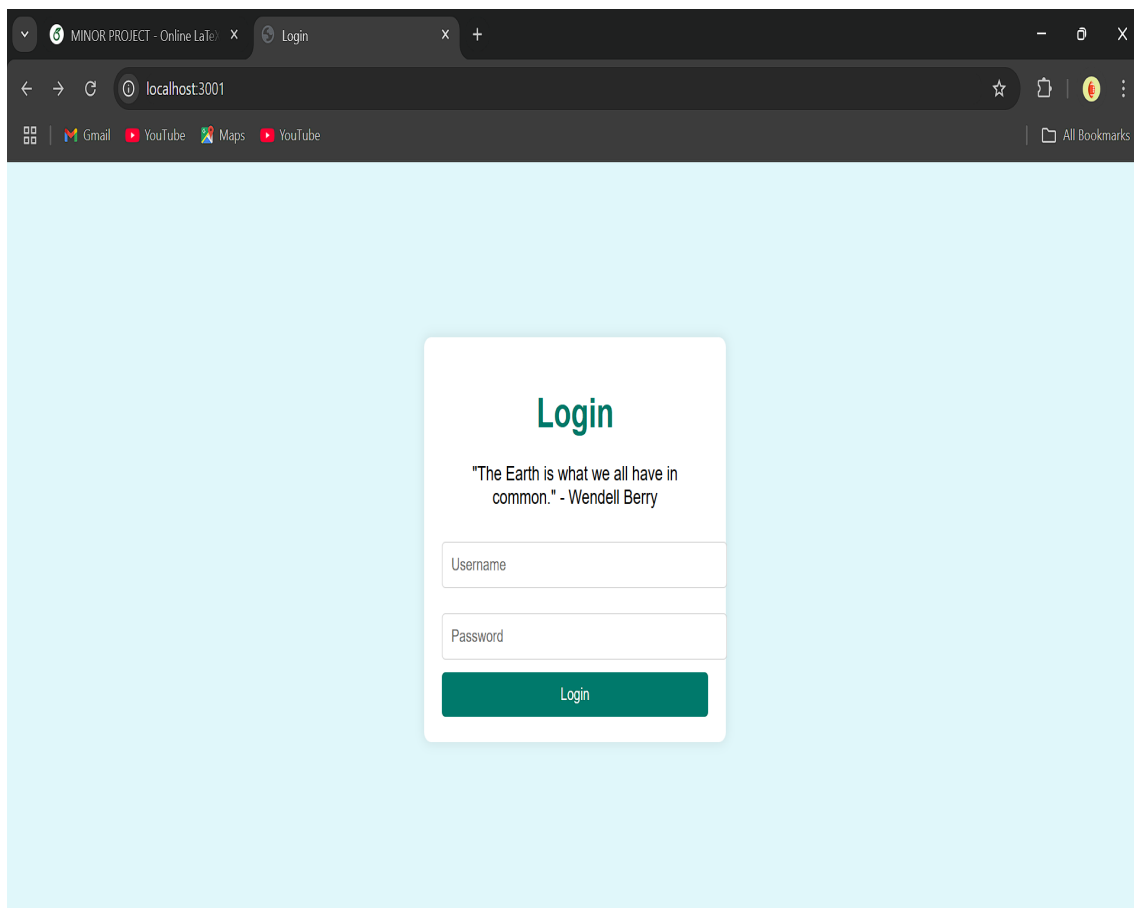 MINOR PROJECT - Online LaTeX
Login
localhost:3001
Gmail
YouTube
Maps
YouTube
All Bookmarks
Login
"The Earth is what we all have in
common." - Wendell Berry
Username
Password
Login